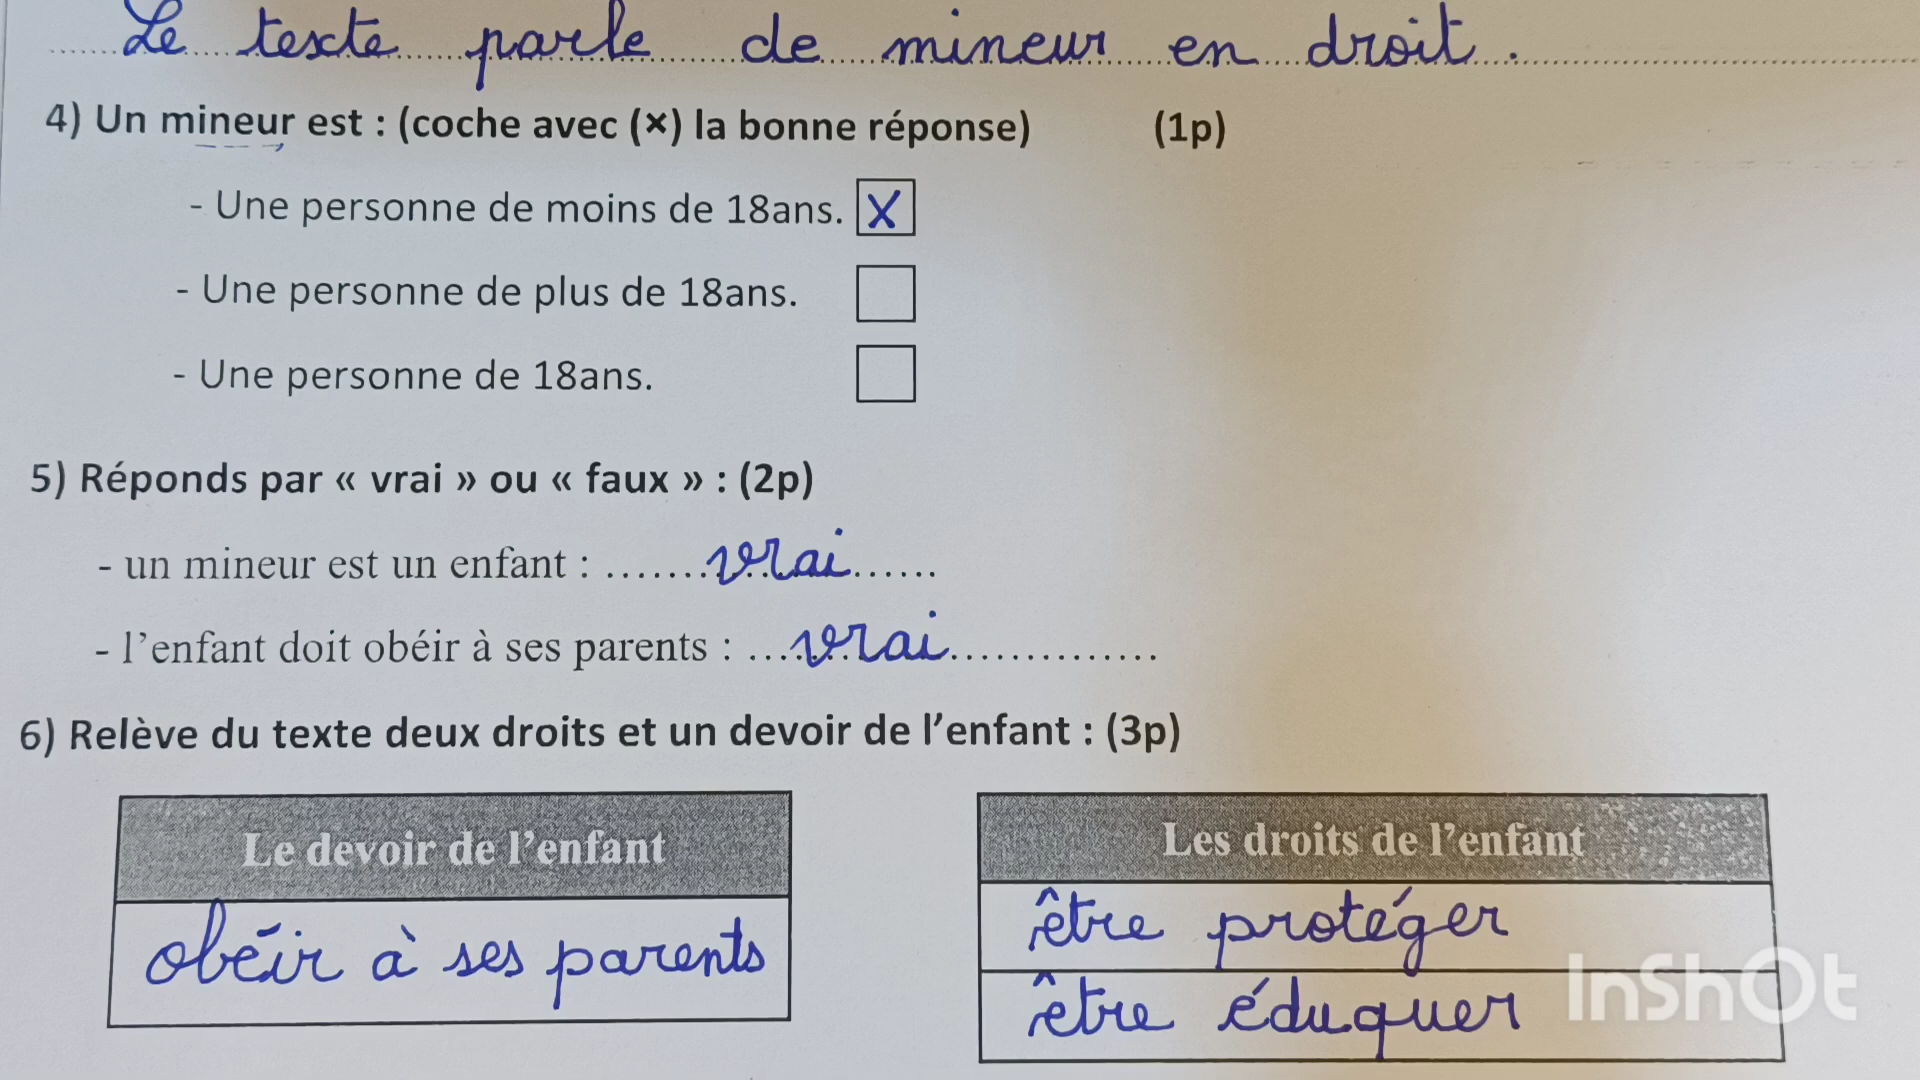 Le texte parle de mineur en droit.
4) Un mineur est : (coche avec (×) la bonne réponse) (1p)
- Une personne de moins de 18ans. X
- Une personne de plus de 18ans.
- Une personne de 18ans.
5) Réponds par « vrai » ou « faux » : (2p)
- un mineur est un enfant : .......vrai......
- l'enfant doit obéir à ses parents : ....vrai..............
6) Relève du texte deux droits et un devoir de l'enfant : (3p)
Le devoir de l'enfant
obéir à ses parents
Les droits de l'enfant
être protéger
être éduquer
InShOt